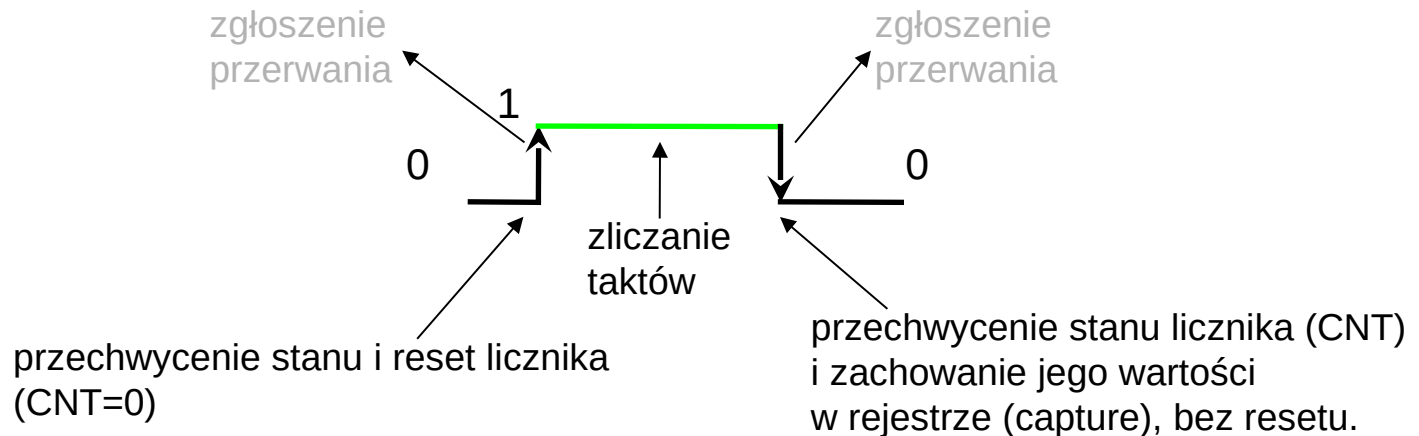 zgłoszenie
przerwania
zgłoszenie
przerwania
1
0
0
zliczanie
taktów
przechwycenie stanu i reset licznika
(CNT=0)
przechwycenie stanu licznika (CNT)
i zachowanie jego wartości
w rejestrze (capture), bez resetu.